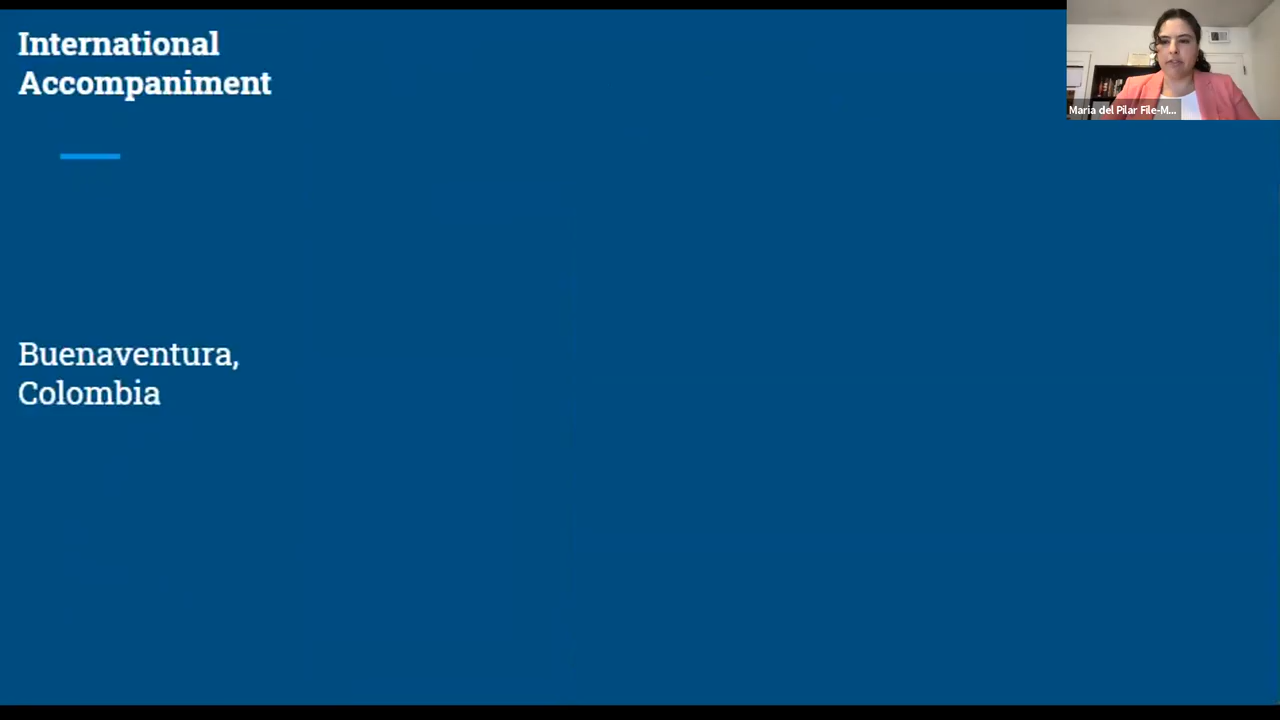 International
Accompaniment
Buenaventura,
Colombia
Maria del Pilar File-M...